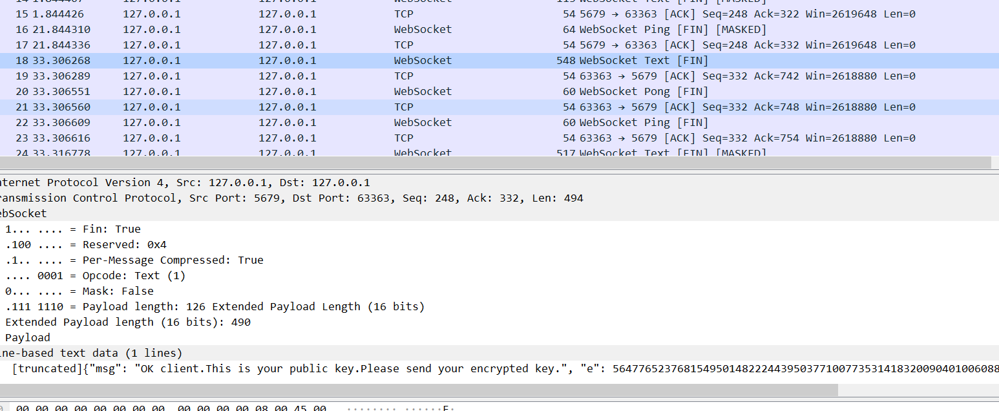 15 1.844426 127.0.0.1 127.0.0.1 TCP 54 5679 → 63363 [ACK] Seq=248 Ack=322 Win=2619648 Len=0
16 21.844310 127.0.0.1 127.0.0.1 WebSocket 64 WebSocket Ping [FIN] [MASKED]
17 21.844336 127.0.0.1 127.0.0.1 TCP 54 5679 → 63363 [ACK] Seq=248 Ack=332 Win=2619648 Len=0
18 33.306268 127.0.0.1 127.0.0.1 WebSocket 548 WebSocket Text [FIN]
19 33.306289 127.0.0.1 127.0.0.1 TCP 54 63363 → 5679 [ACK] Seq=332 Ack=742 Win=2618880 Len=0
20 33.306551 127.0.0.1 127.0.0.1 WebSocket 60 WebSocket Pong [FIN]
21 33.306560 127.0.0.1 127.0.0.1 TCP 54 63363 → 5679 [ACK] Seq=332 Ack=748 Win=2618880 Len=0
22 33.306609 127.0.0.1 127.0.0.1 WebSocket 60 WebSocket Ping [FIN]
23 33.306616 127.0.0.1 127.0.0.1 TCP 54 63363 → 5679 [ACK] Seq=332 Ack=754 Win=2618880 Len=0
24 33.316778 127.0.0.1 127.0.0.1 WebSocket 517 WebSocket Text [FIN] [MASKED]
nternet Protocol Version 4, Src: 127.0.0.1, Dst: 127.0.0.1
ransmission Control Protocol, Src Port: 5679, Dst Port: 63363, Seq: 248, Ack: 332, Len: 494
ebSocket
1... .... = Fin: True
.100 .... = Reserved: 0x4
.1.. .... = Per-Message Compressed: True
.... 0001 = Opcode: Text (1)
0... .... = Mask: False
.111 1110 = Payload length: 126 Extended Payload Length (16 bits)
Extended Payload length (16 bits): 490
Payload
ine-based text data (1 lines)
[truncated]{"msg": "OK client.This is your public key.Please send your encrypted key.", "e": 564776523768154950148222443950377100773531418320090401006088
00 00 00 00 00 00 00 00 00 00 00 00 08 00 45 00 ········ ······E·